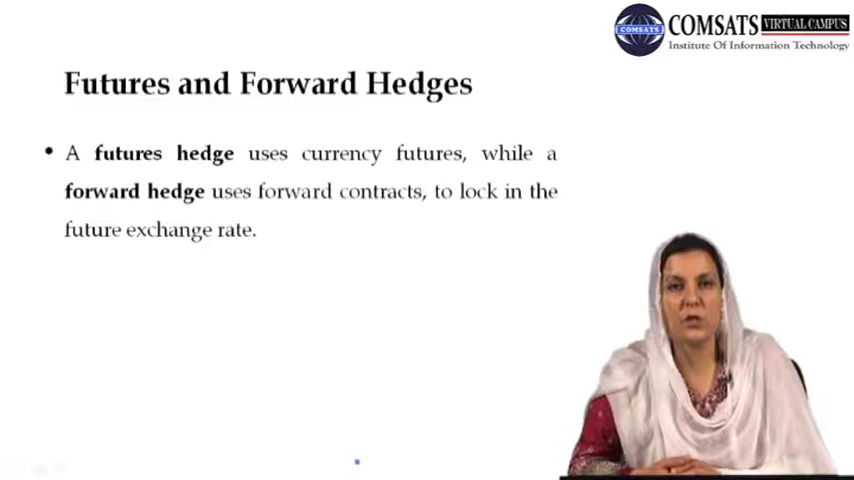 COMSATS
COMSATS VIRTUAL CAMPUS
Institute Of Information Technology
Futures and Forward Hedges
• A futures hedge uses currency futures, while a
forward hedge uses forward contracts, to lock in the
future exchange rate.